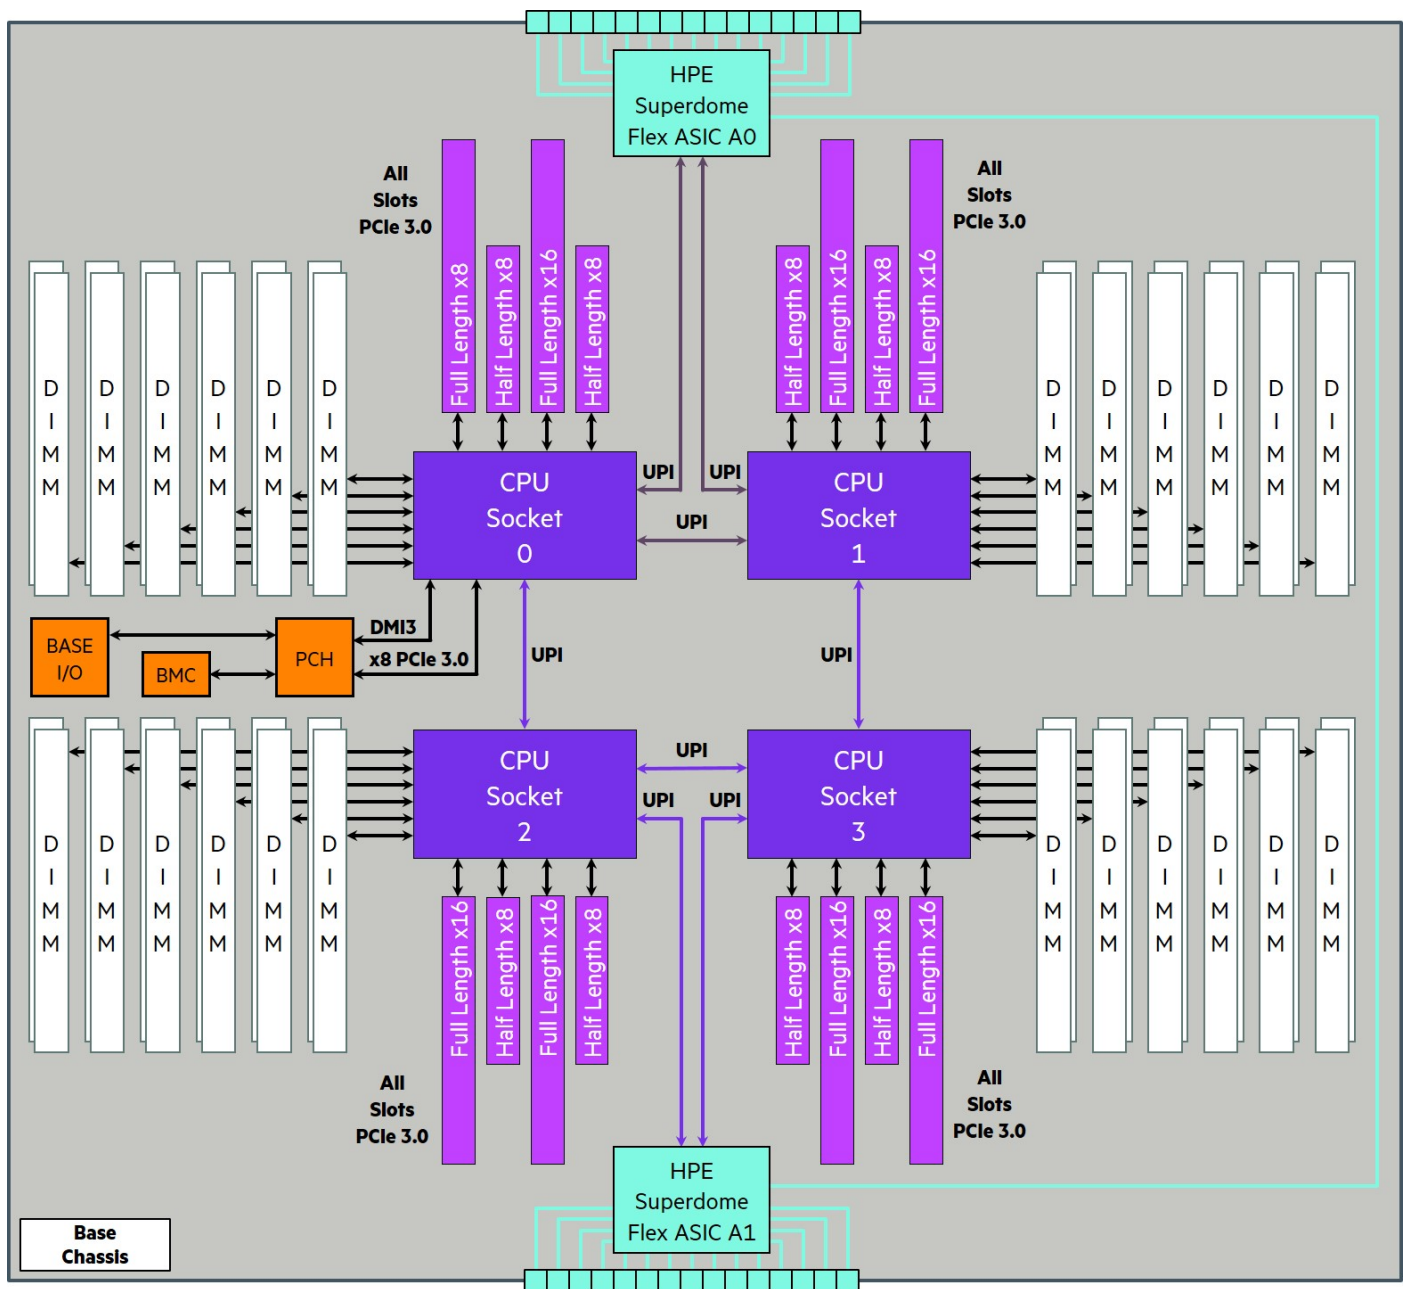 HPE
Superdome
Flex ASIC A0
All
Slots
PCIe 3.0
Full Length x8
Half Length x8
Full Length x16
Half Length x8
Half Length x8
Full Length x16
Half Length x8
Full Length x16
All
Slots
PCIe 3.0
DIMM
DIMM
DIMM
DIMM
DIMM
DIMM
CPU
Socket
0
UPI
UPI
UPI
CPU
Socket
1
DIMM
DIMM
DIMM
DIMM
DIMM
DIMM
BASE
I/O
BMC
PCH
DMI3
x8 PCIe 3.0
UPI
UPI
DIMM
DIMM
DIMM
DIMM
DIMM
DIMM
CPU
Socket
2
UPI
UPI
UPI
CPU
Socket
3
DIMM
DIMM
DIMM
DIMM
DIMM
DIMM
Full Length x16
Half Length x8
Full Length x16
Half Length x8
Half Length x8
Full Length x16
Half Length x8
Full Length x16
All
Slots
PCIe 3.0
All
Slots
PCIe 3.0
HPE
Superdome
Flex ASIC A1
Base
Chassis